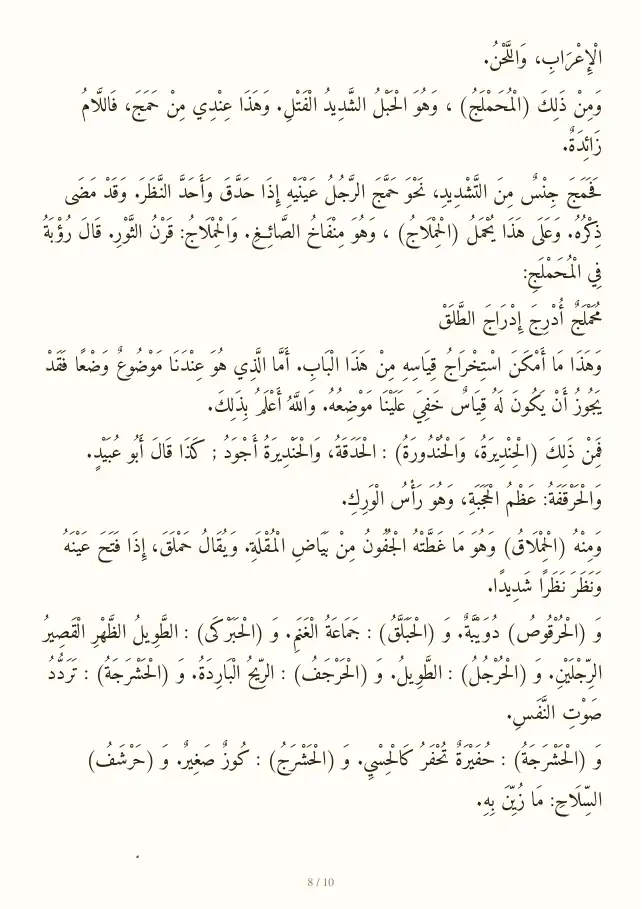 الْإِعْرَابِ، وَاللَّحْنُ.
وَمِنْ ذَلِكَ (الْمُحَمْلَجُ) ، وَهُوَ الْحَبْلُ الشَّدِيدُ الْفَتْلِ. وَهَذَا عِنْدِي مِنْ حَمَجَ، فَاللَّامُ
زَائِدَةٌ.
فَحَمَجَ جِنْسٌ مِنَ التَّشْدِيدِ، نَحْوَ حَمَّجَ الرَّجُلُ عَيْنَيْهِ إِذَا حَدَّقَ وَأَحَدَّ النَّظَرَ. وَقَدْ مَضَى
ذِكْرُهُ. وَعَلَى هَذَا يُحْمَلُ (الْحِمْلَاجُ) ، وَهُوَ مِنْفَاخُ الصَّائِغِ. وَالْحِمْلَاجُ: قَرْنُ الثَّوْرِ. قَالَ رُؤْبَةُ
فِي الْمُحَمْلَجِ:
مُحَمْلَجٌ أُدْرِجَ إِدْرَاجَ الطَّلَقْ
وَهَذَا مَا أَمْكَنَ اسْتِخْرَاجُ قِيَاسِهِ مِنْ هَذَا الْبَابِ. أَمَّا الَّذِي هُوَ عِنْدَنَا مَوْضُوعٌ وَضْعًا فَقَدْ
يَجُوزُ أَنْ يَكُونَ لَهُ قِيَاسٌ خَفِيَ عَلَيْنَا مَوْضِعُهُ. وَاللَّهُ أَعْلَمُ بِذَلِكَ.
فَمِنْ ذَلِكَ (الْحِنْدِيرَةُ، وَالْحُنْدُورَةُ) : الْحَدَقَةُ، وَالْحَنْدِيرَةُ أَجْوَدُ ; كَذَا قَالَ أَبُو عُبَيْدٍ.
وَالْحَرْقَفَةُ: عَظْمُ الْحَجَبَةِ، وَهُوَ رَأْسُ الْوَرِكِ.
وَمِنْهُ (الْحِمْلَاقُ) وَهُوَ مَا غَطَّتْهُ الْجُفُونُ مِنْ بَيَاضِ الْمُقْلَةِ. وَيُقَالُ حَمْلَقَ، إِذَا فَتَحَ عَيْنَهُ
وَنَظَرَ نَظَرًا شَدِيدًا.
وَ (الْحُرْقُوصُ) دُوَيْبَّةٌ. وَ (الْحَبَلَّقُ) : جَمَاعَةُ الْغَنَمِ. وَ (الْحَبَرْكَى) : الطَّوِيلُ الظَّهْرِ الْقَصِيرُ
الرِّجْلَيْنِ. وَ (الْحُرْجُلُ) : الطَّوِيلُ. وَ (الْحَرْجَفُ) : الرِّيحُ الْبَارِدَةُ. وَ (الْحَشْرَجَةُ) : تَرَدُّدُ
صَوْتِ النَّفَسِ.
وَ (الْحَشْرَجَةُ) : حُفَيْرَةٌ تُحْفَرُ كَالْحِسْيِ. وَ (الْحَشْرَجُ) : كُوزٌ صَغِيرٌ. وَ (حَرْشَفُ)
السِّلَاحِ: مَا زُيِّنَ بِهِ.
8 / 10